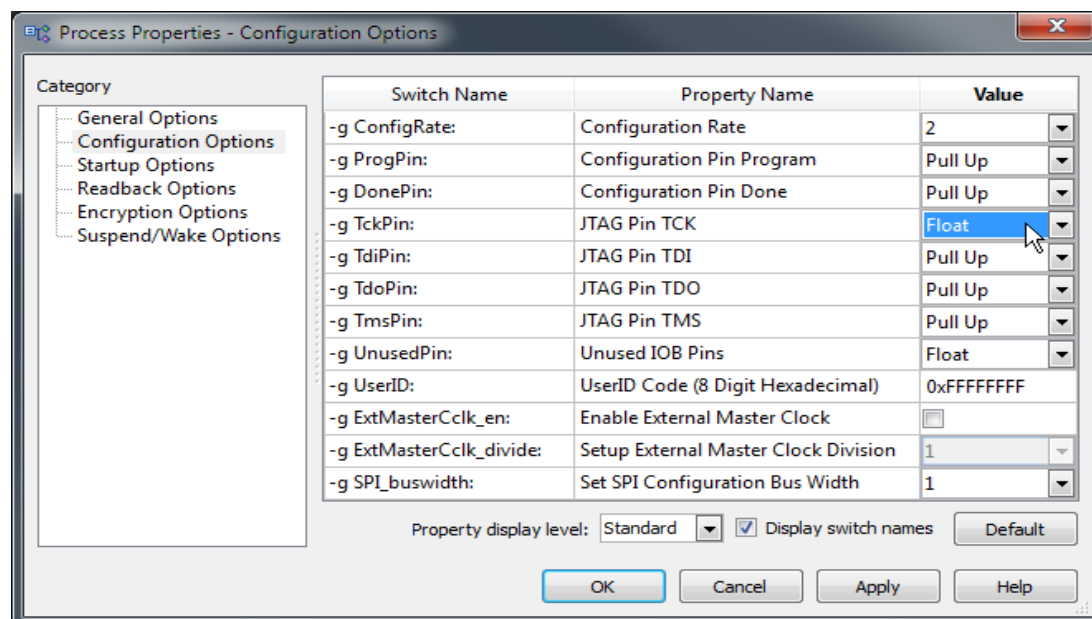 Process Properties - Configuration Options
Category
General Options
Configuration Options
Startup Options
Readback Options
Encryption Options
Suspend/Wake Options
Switch Name Property Name Value
-g ConfigRate: Configuration Rate 2
-g ProgPin: Configuration Pin Program Pull Up
-g DonePin: Configuration Pin Done Pull Up
-g TckPin: JTAG Pin TCK Float
-g TdiPin: JTAG Pin TDI Pull Up
-g TdoPin: JTAG Pin TDO Pull Up
-g TmsPin: JTAG Pin TMS Pull Up
-g UnusedPin: Unused IOB Pins Float
-g UserID: UserID Code (8 Digit Hexadecimal) 0xFFFFFFFF
-g ExtMasterCclk_en: Enable External Master Clock
-g ExtMasterCclk_divide: Setup External Master Clock Division 1
-g SPI_buswidth: Set SPI Configuration Bus Width 1
Property display level: Standard Display switch names Default
OK Cancel Apply Help